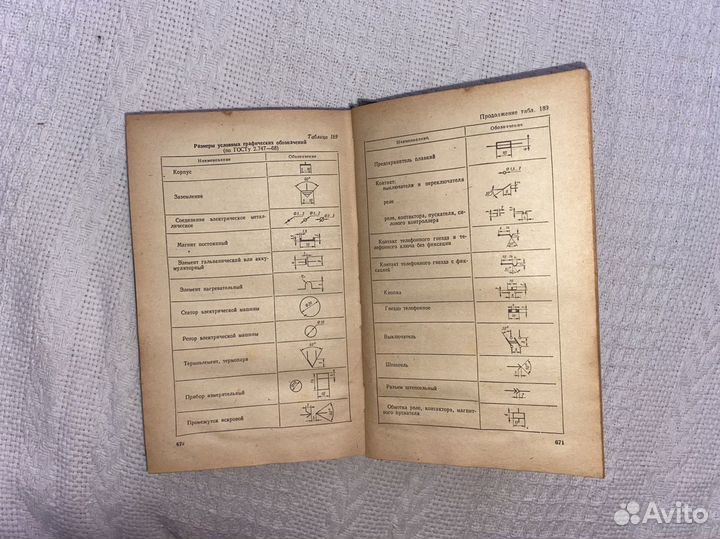 Таблица 189
Размеры условных графических обозначений
(по ГОСТу 2.747—68)
Наименование
Обозначение
Корпус
Заземление
Соединение электрическое метал-
лическое
Магнит постоянный
Элемент гальванический или акку-
муляторный
Элемент нагревательный
Статор электрической машины
Ротор электрической машины
Термоэлемент, термопара
Прибор измерительный
Промежуток искровой
670
Продолжение табл. 189
Наименование
Обозначение
Предохранитель плавкий
Контакт:
выключателя и переключателя
реле
реле, контактора, пускателя, си-
лового контроллера
Контакт телефонного гнезда и те-
лефонного ключа без фиксации
Контакт телефонного гнезда с фик-
сацией
Кнопка
Гнездо телефонное
Выключатель
Штепсель
Разъем штепсельный
Обмотка реле, контактора, магнит-
ного пускателя
671
Avito